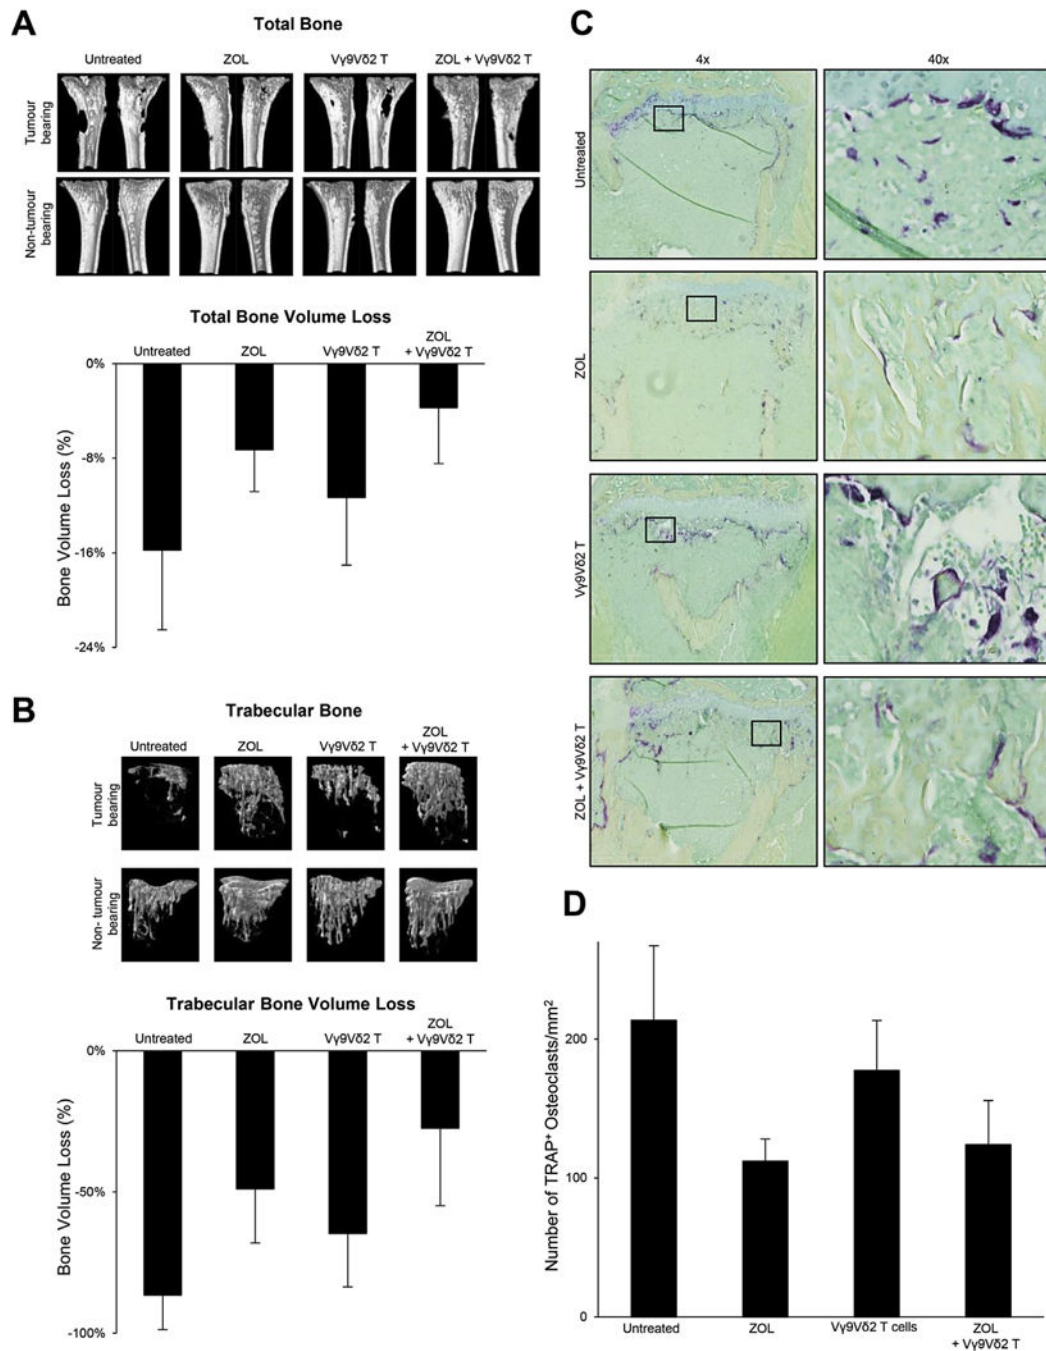 A
Total Bone
Untreated ZOL Vγ9Vδ2 T ZOL + Vγ9Vδ2 T
Tumour
bearing
Non-tumour
bearing
Total Bone Volume Loss
Untreated ZOL Vγ9Vδ2 T ZOL
+ Vγ9Vδ2 T
Bone Volume Loss (%)
0%
-8%
-16%
-24%
B
Trabecular Bone
Untreated ZOL Vγ9Vδ2 T ZOL
+ Vγ9Vδ2 T
Tumour
bearing
Non- tumour
bearing
Trabecular Bone Volume Loss
Untreated ZOL Vγ9Vδ2 T ZOL
+ Vγ9Vδ2 T
Bone Volume Loss (%)
0%
-50%
-100%
C
4x 40x
Untreated
ZOL
Vγ9Vδ2 T
ZOL + Vγ9Vδ2 T
D
Number of TRAP⁺ Osteoclasts/mm²
200
100
0
Untreated ZOL Vγ9Vδ2 T cells ZOL
+ Vγ9Vδ2 T